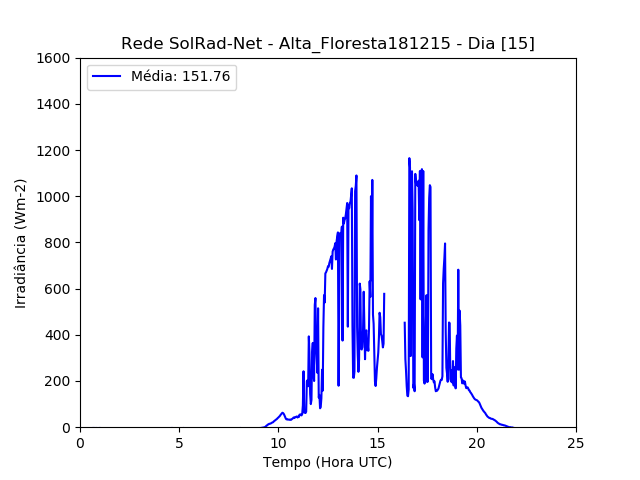 Rede SolRad-Net - Alta_Floresta181215 - Dia [15]
Média: 151.76
Irradiância (Wm-2)
1600
1400
1200
1000
800
600
400
200
0
0 5 10 15 20 25
Tempo (Hora UTC)